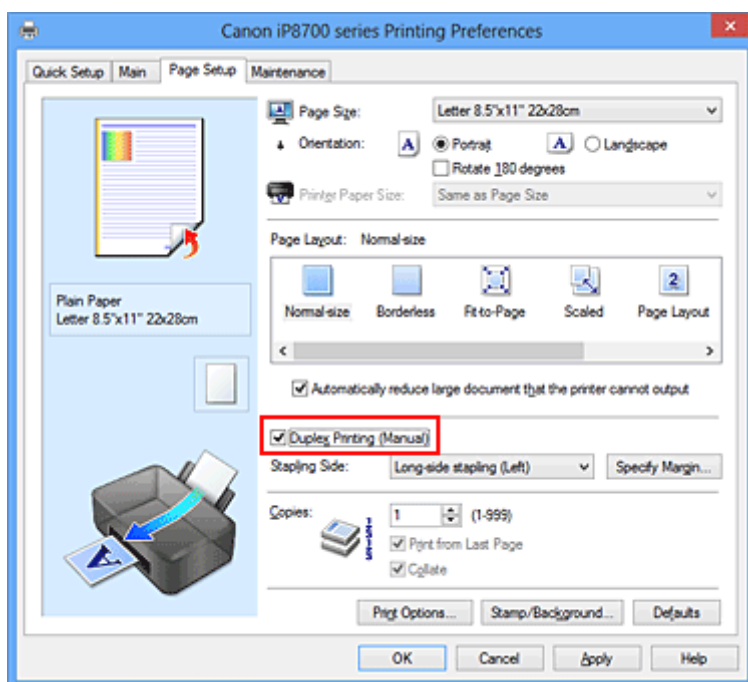 Canon iP8700 series Printing Preferences
Quick Setup Main Page Setup Maintenance
Page Size: Letter 8.5"x11" 22x28cm
Orientation: A Portrait A Landscape
Rotate 180 degrees
Printer Paper Size: Same as Page Size
Page Layout: Normal-size
2
Normal-size Borderless Fit-to-Page Scaled Page Layout
Plain Paper
Letter 8.5"x11" 22x28cm
Automatically reduce large document that the printer cannot output
Duplex Printing (Manual)
Stapling Side: Long-side stapling (Left) Specify Margin...
Copies: 1 (1-999)
Print from Last Page
Collate
A
Print Options... Stamp/Background... Defaults
OK Cancel Apply Help